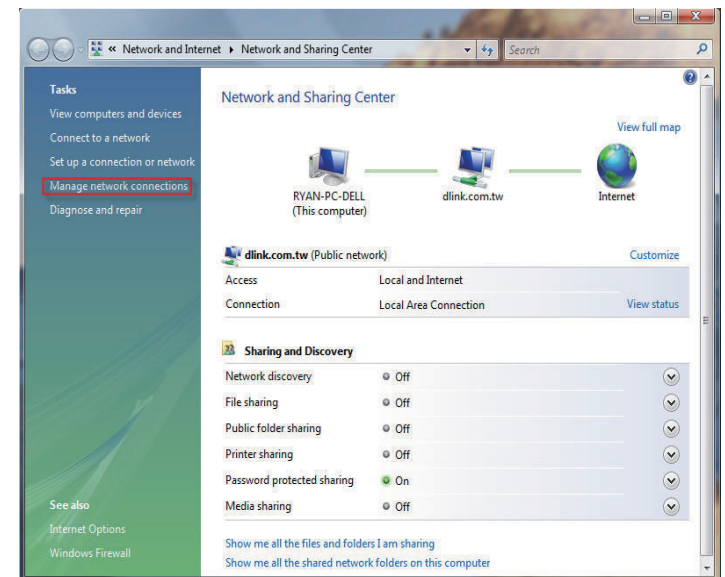 « Network and Internet ▸ Network and Sharing Center
Search
Tasks
View computers and devices
Connect to a network
Set up a connection or network
Manage network connections
Diagnose and repair
See also
Internet Options
Windows Firewall
Network and Sharing Center
View full map
RYAN-PC-DELL
(This computer)
dlink.com.tw
Internet
dlink.com.tw (Public network) Customize
Access Local and Internet
Connection Local Area Connection View status
Sharing and Discovery
Network discovery Off
File sharing Off
Public folder sharing Off
Printer sharing Off
Password protected sharing On
Media sharing Off
Show me all the files and folders I am sharing
Show me all the shared network folders on this computer